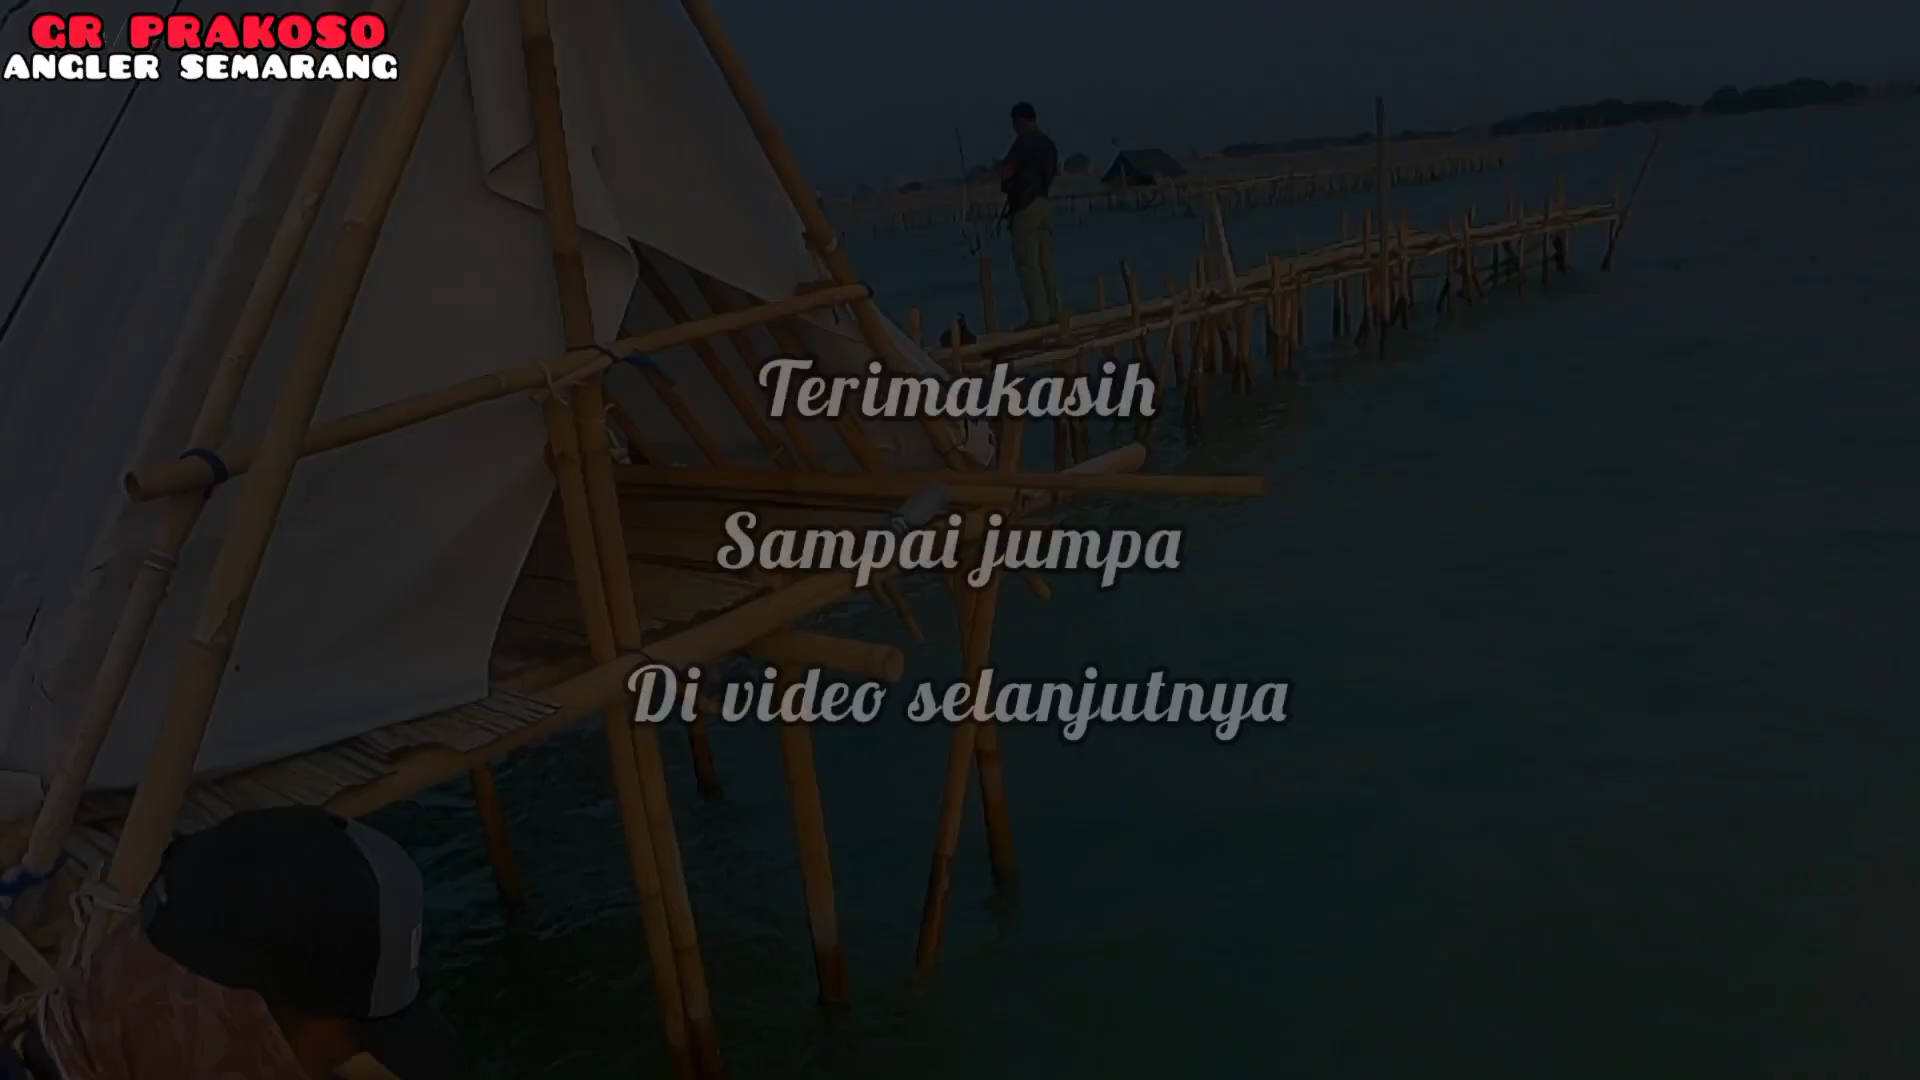 GR PRAKOSO
ANGLER SEMARANG
Terimakasih
Sampai jumpa
Di video selanjutnya